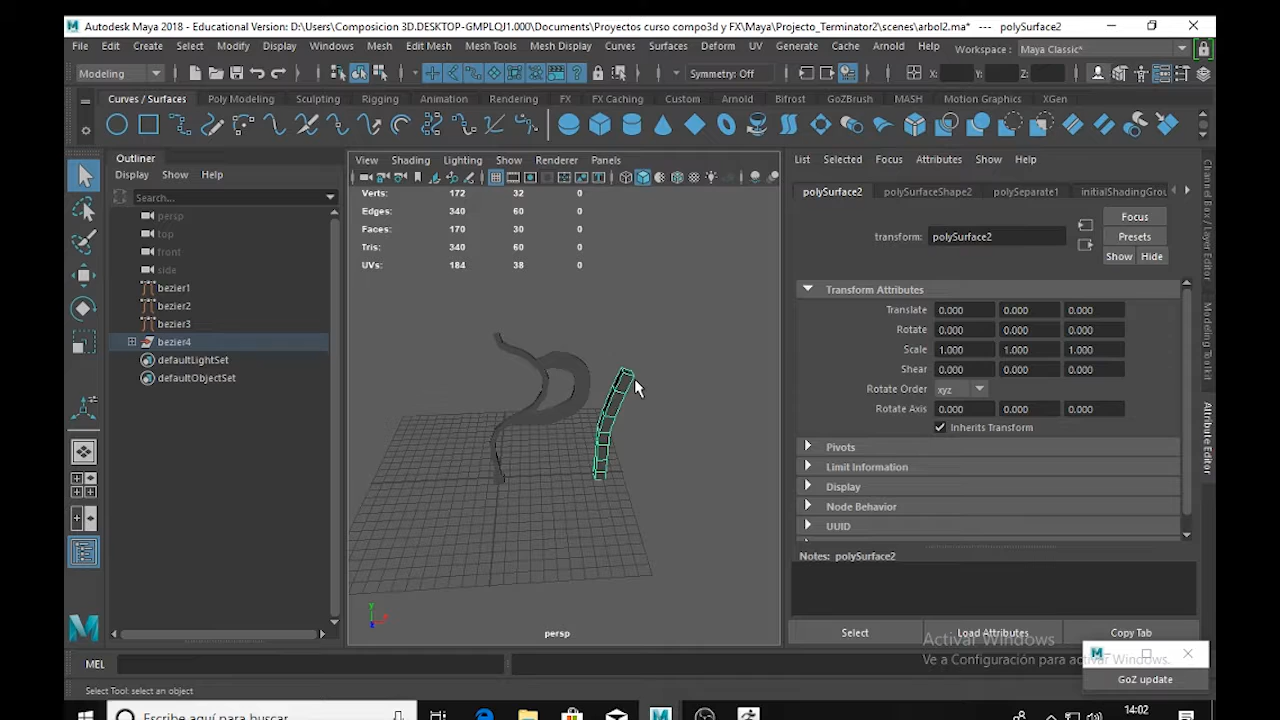 Autodesk Maya 2018 - Educational Version: D:\Users\Composicion 3D.DESKTOP-GMPLQJ1.000\Documents\Proyectos curso compo3d y FX\Maya\Projecto_Terminator2\scenes\arbol2.ma* --- polySurface2
File Edit Create Select Modify Display Windows Mesh Edit Mesh Mesh Tools Mesh Display Curves Surfaces Deform UV Generate Cache Arnold Help Workspace : Maya Classic*
Modeling Symmetry: Off X: Y: Z:
Curves / Surfaces Poly Modeling Sculpting Rigging Animation Rendering FX FX Caching Custom Arnold Bifrost GoZBrush MASH Motion Graphics XGen
Outliner
Display Show Help
Search...
persp
top
front
side
bezier1
bezier2
bezier3
bezier4
defaultLightSet
defaultObjectSet
View Shading Lighting Show Renderer Panels
Verts: 172 32 0
Edges: 340 60 0
Faces: 170 30 0
Tris: 340 60 0
UVs: 184 38 0
persp
List Selected Focus Attributes Show Help
polySurface2 polySurfaceShape2 polySeparate1 initialShadingGrou
transform: polySurface2
Focus
Presets
Show Hide
Transform Attributes
Translate 0.000 0.000 0.000
Rotate 0.000 0.000 0.000
Scale 1.000 1.000 1.000
Shear 0.000 0.000 0.000
Rotate Order xyz
Rotate Axis 0.000 0.000 0.000
Inherits Transform
Pivots
Limit Information
Display
Node Behavior
UUID
Notes: polySurface2
Select Load Attributes Copy Tab
Channel Box / Layer Editor
Modeling Toolkit
Attribute Editor
Activar Windows
Ve a Configuración para activar Windows.
GoZ update
MEL
Select Tool: select an object
Escribe aquí para buscar
14:02